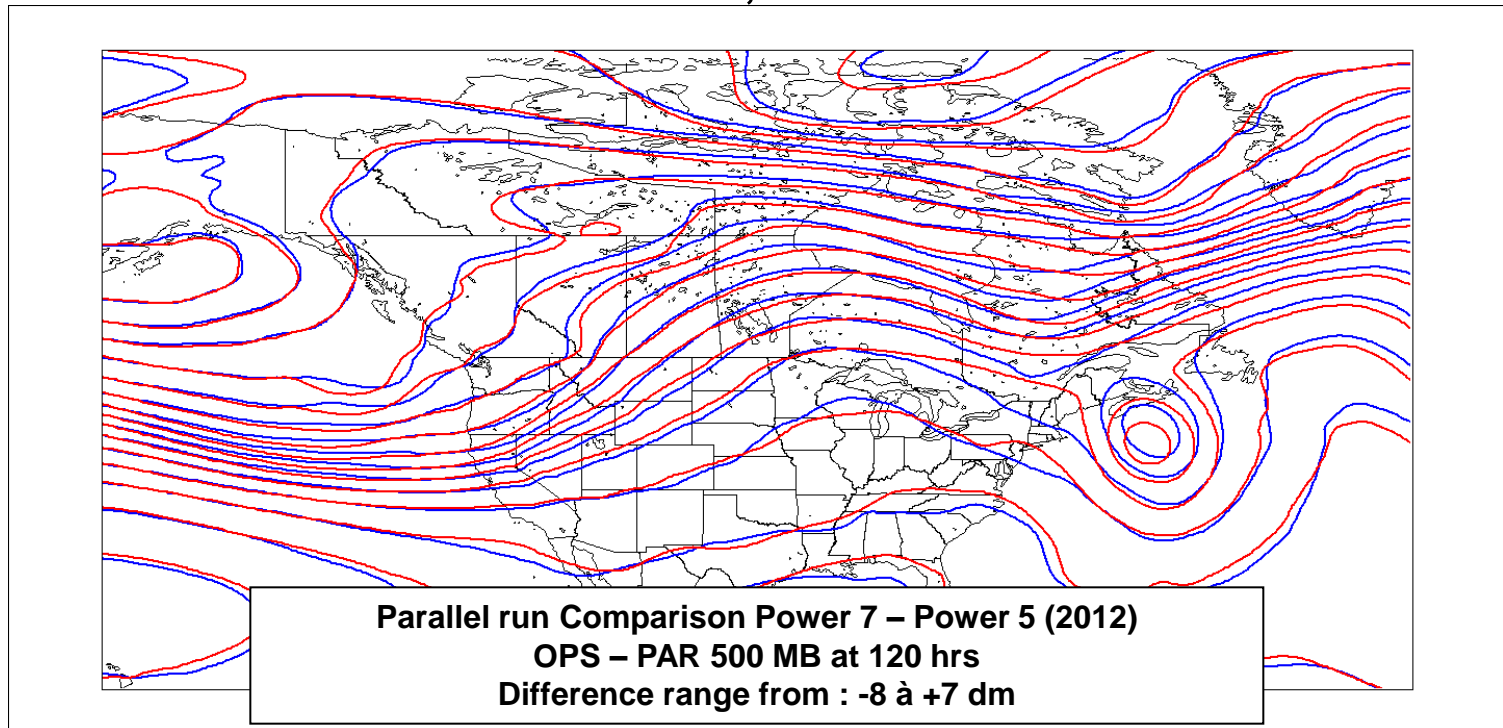 Parallel run Comparison Power 7 – Power 5 (2012)
OPS – PAR 500 MB at 120 hrs
Difference range from : -8 à +7 dm